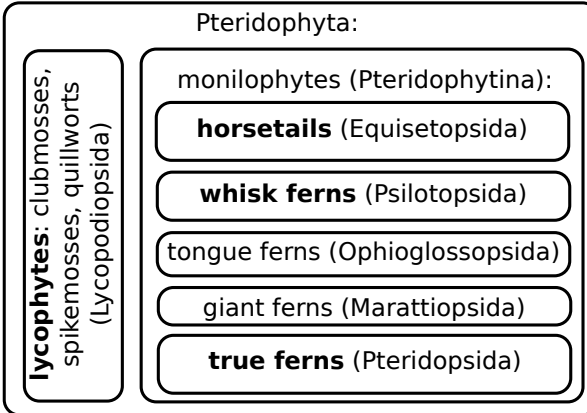 Pteridophyta:
lycophytes: clubmosses,
spikemosses, quillworts
(Lycopodiopsida)
monilophytes (Pteridophytina):
horsetails (Equisetopsida)
whisk ferns (Psilotopsida)
tongue ferns (Ophioglossopsida)
giant ferns (Marattiopsida)
true ferns (Pteridopsida)